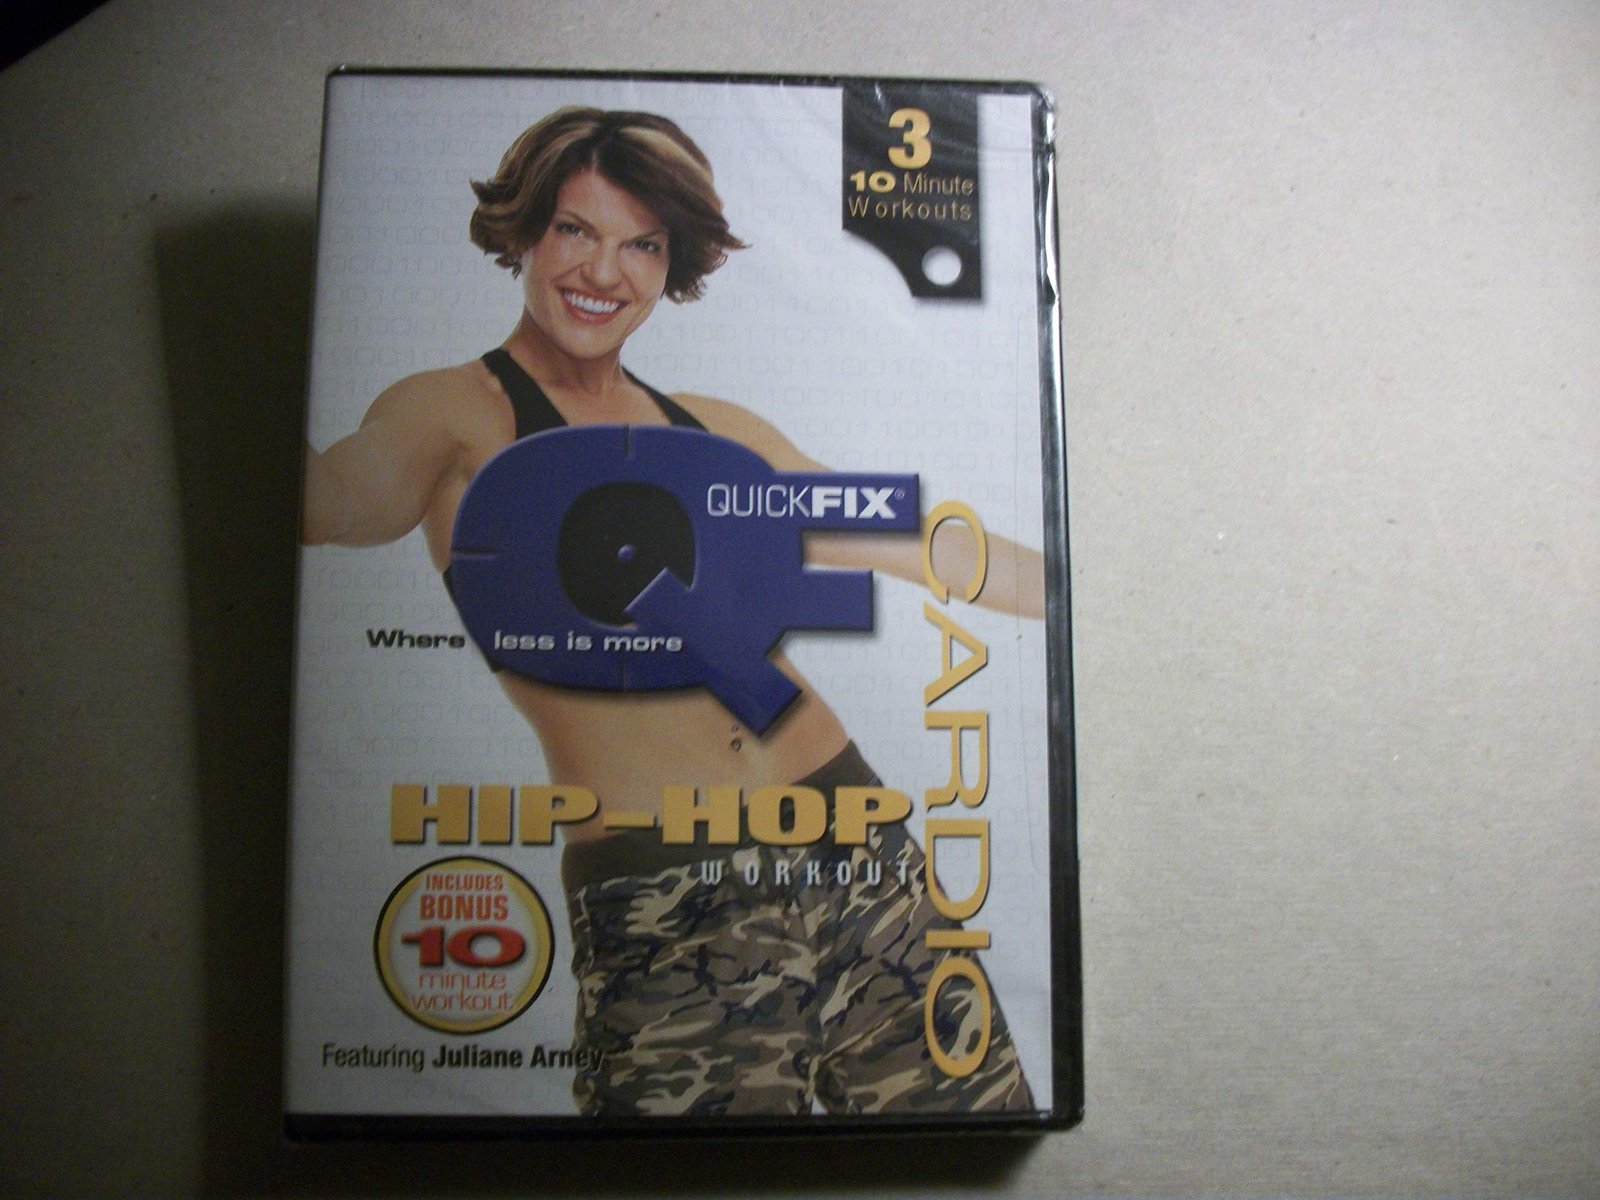 3
10 Minute
Workouts
QUICKFIX®
CARDIO
Where less is more
HIP-HOP
WORKOUT
INCLUDES
BONUS
10
minute
workout
Featuring Juliane Arney